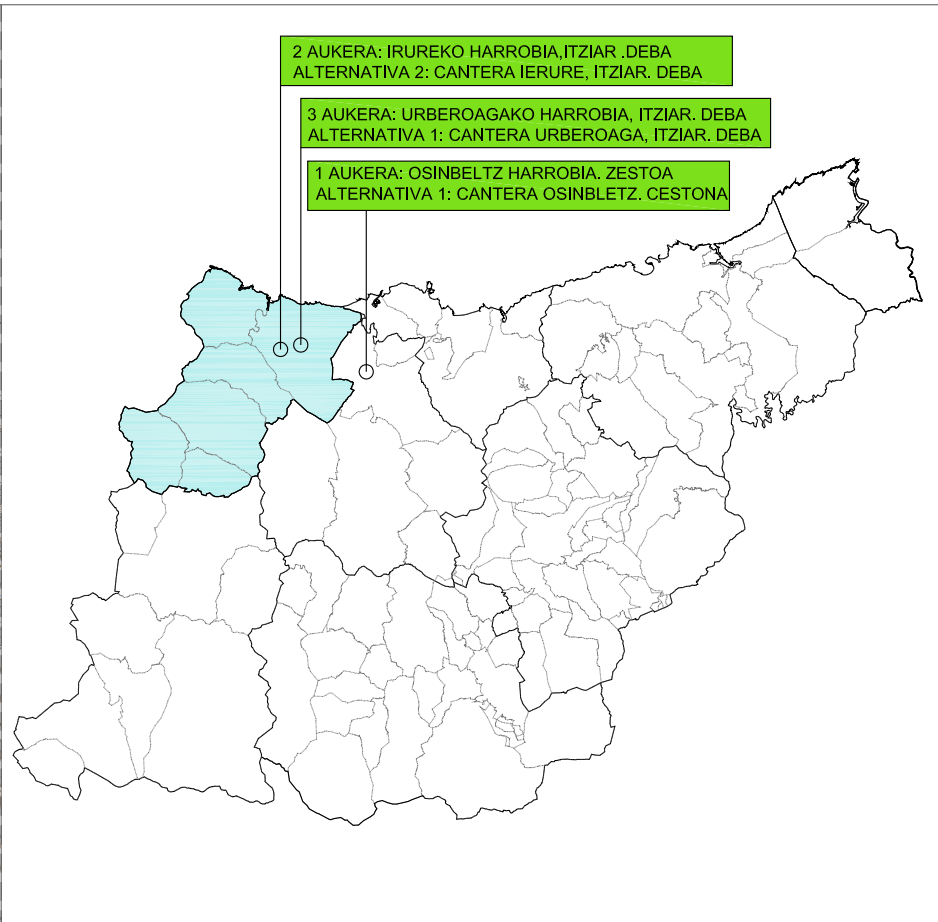 2 AUKERA: IRUREKO HARROBIA,ITZIAR .DEBA
ALTERNATIVA 2: CANTERA IERURE, ITZIAR. DEBA
3 AUKERA: URBEROAGAKO HARROBIA, ITZIAR. DEBA
ALTERNATIVA 1: CANTERA URBEROAGA, ITZIAR. DEBA
1 AUKERA: OSINBELTZ HARROBIA. ZESTOA
ALTERNATIVA 1: CANTERA OSINBLETZ. CESTONA